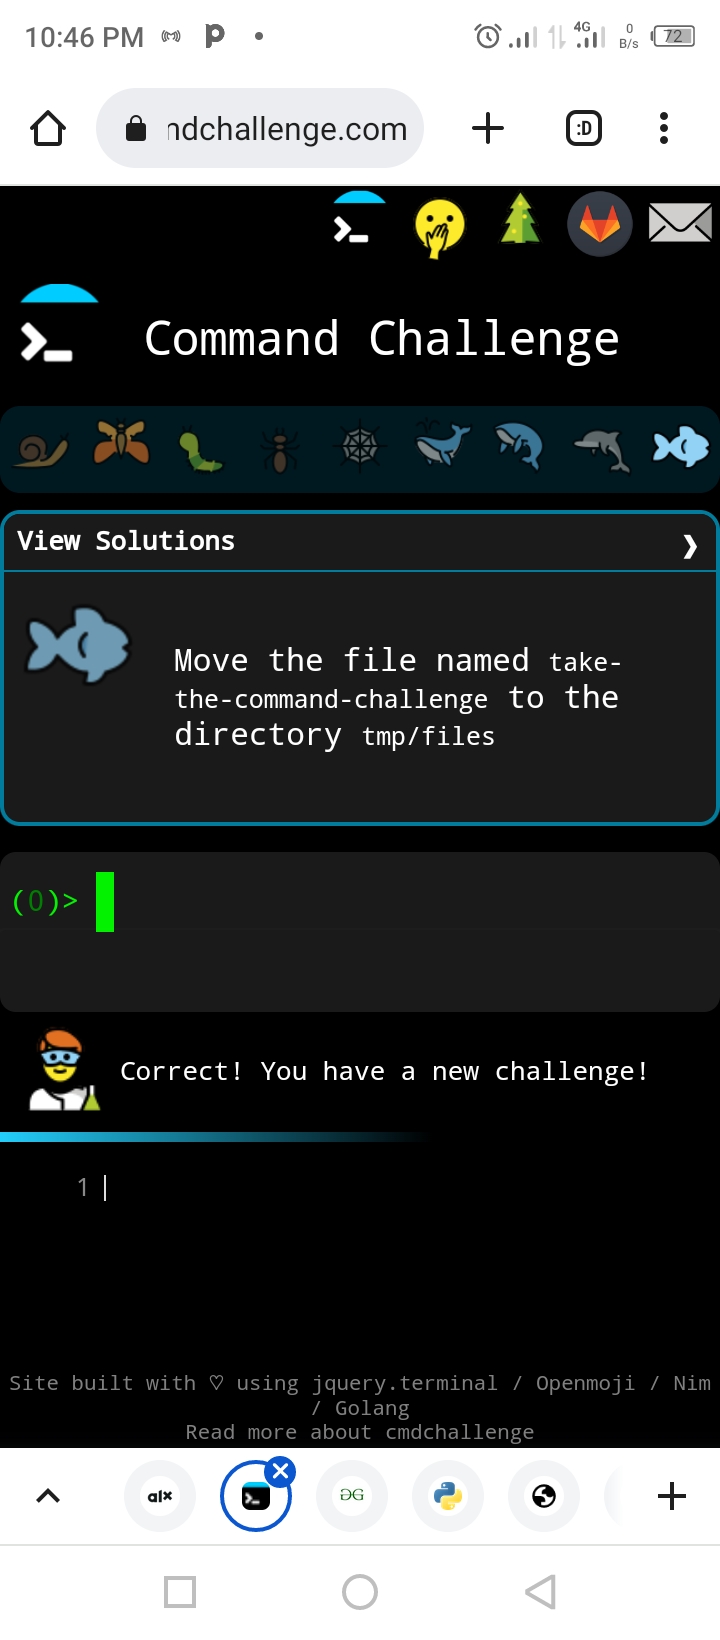 10:46 PM
4G
0
B/s
72
ndchallenge.com
:D
Command Challenge
View Solutions ❯
Move the file named take-
the-command-challenge to the
directory tmp/files
(0)>
Correct! You have a new challenge!
1
Site built with ♡ using jquery.terminal / Openmoji / Nim
/ Golang
Read more about cmdchallenge
alx